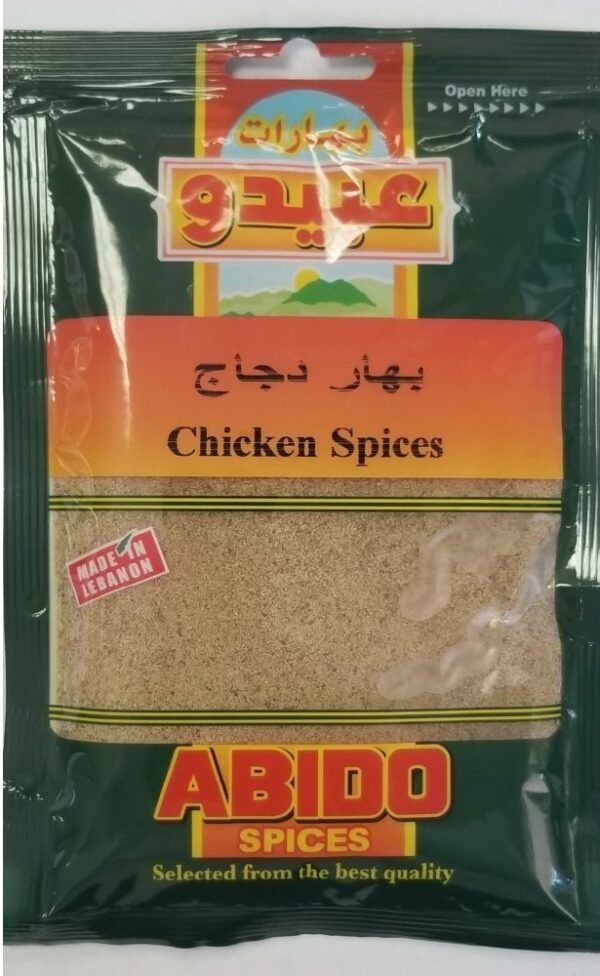 Open Here
بهارات
عبيدو
بهار دجاج
Chicken Spices
MADE IN
LEBANON
ABIDO
SPICES
Selected from the best quality